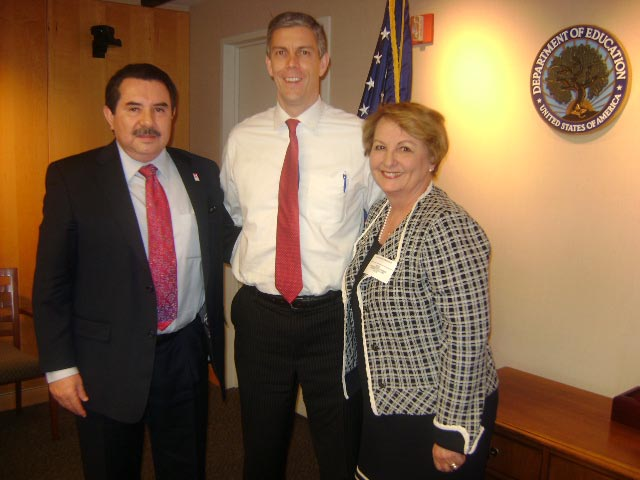 DEPARTMENT OF EDUCATION
UNITED STATES OF AMERICA